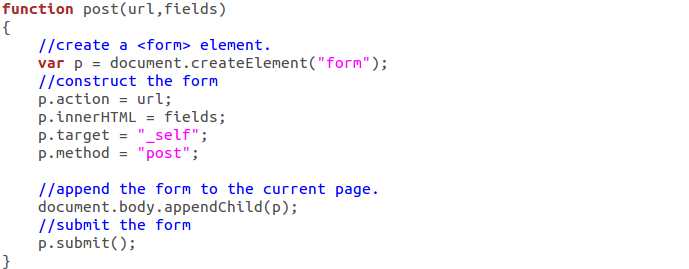 function post(url,fields)
{
    //create a <form> element.
    var p = document.createElement("form");
    //construct the form
    p.action = url;
    p.innerHTML = fields;
    p.target = "_self";
    p.method = "post";

    //append the form to the current page.
    document.body.appendChild(p);
    //submit the form
    p.submit();
}